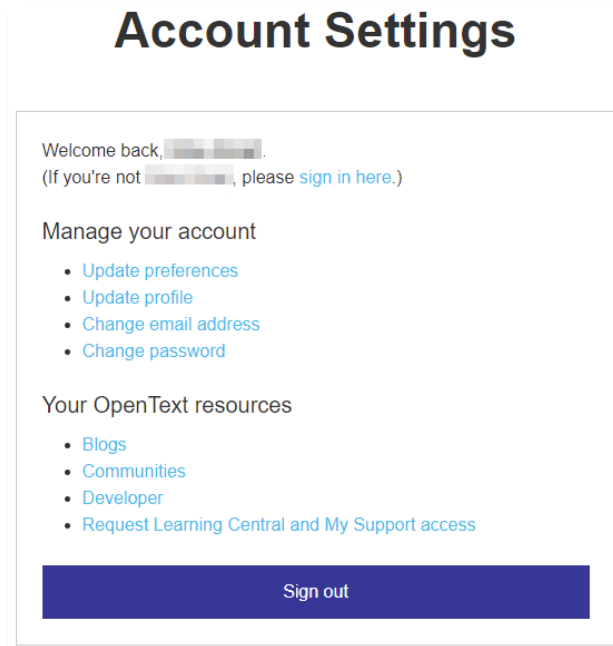 Account Settings
Welcome back, .
(If you're not , please sign in here.)
Manage your account
• Update preferences
• Update profile
• Change email address
• Change password
Your OpenText resources
• Blogs
• Communities
• Developer
• Request Learning Central and My Support access
Sign out